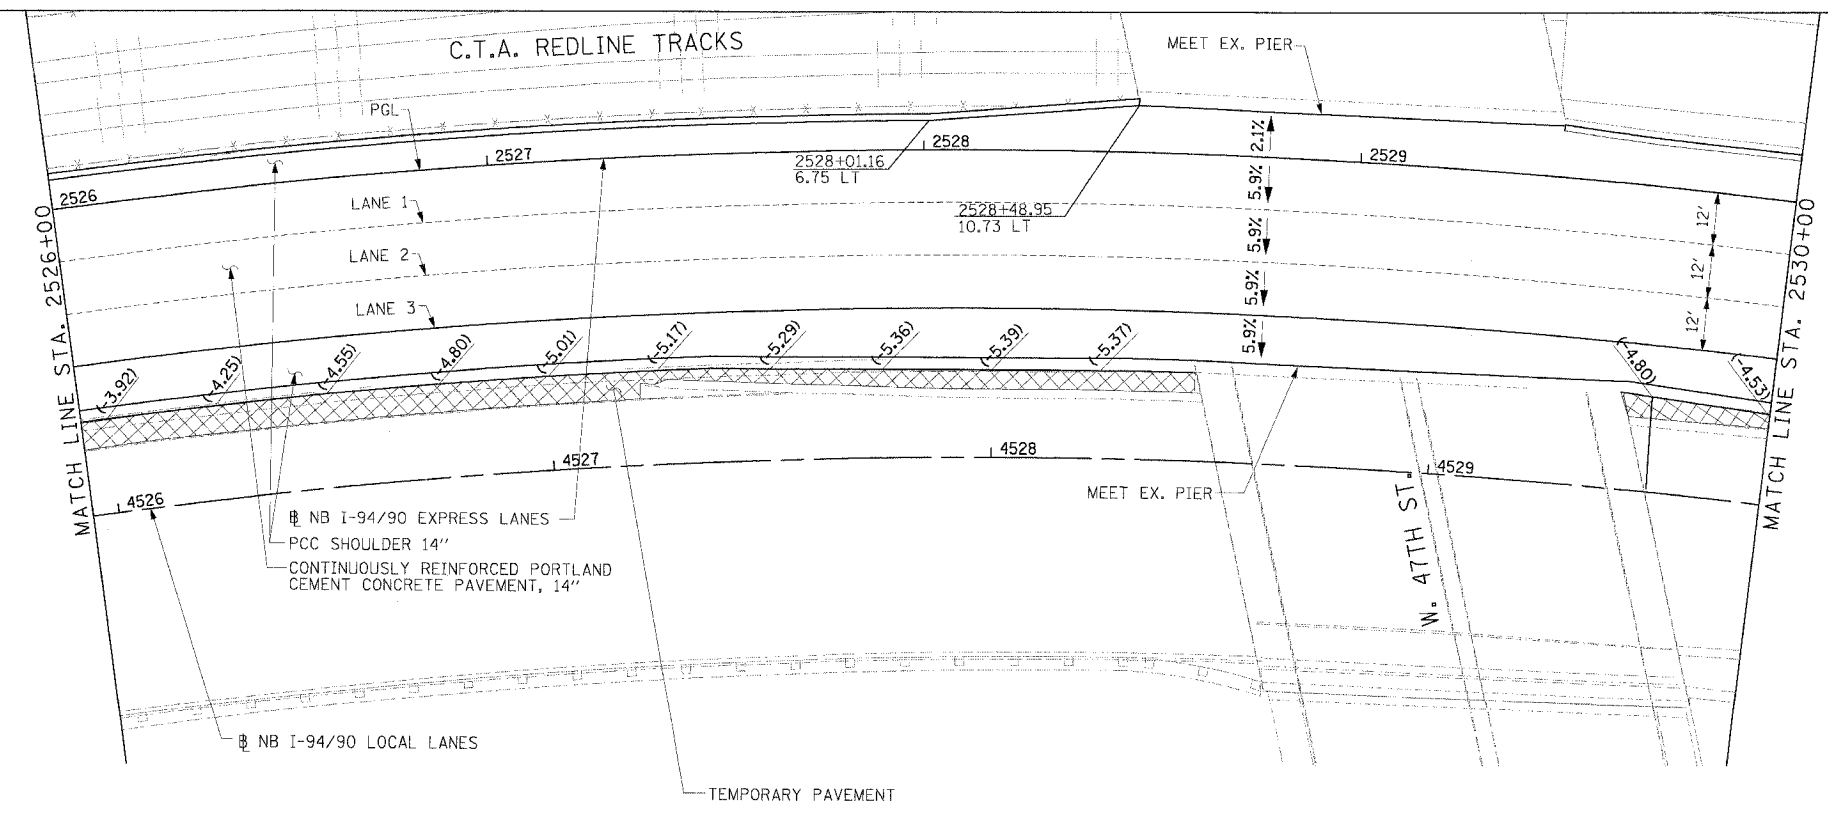 C.T.A. REDLINE TRACKS
MEET EX. PIER
PGL
2527
2528
2529
2528+01.16
6.75 LT
2526
LANE 1
2528+48.95
10.73 LT
LANE 2
LANE 3
2.1%
5.9%
5.9%
5.9%
5.9%
12'
12'
12'
MATCH LINE STA. 2526+00
MATCH LINE STA. 2530+00
(-3.92)
(-4.25)
(-4.55)
(-4.80)
(-5.01)
(-5.17)
(-5.29)
(-5.36)
(-5.39)
(-5.37)
(-4.80)
(-4.53)
4526
4527
4528
4529
MEET EX. PIER
W. 47TH ST.
℄ NB I-94/90 EXPRESS LANES
PCC SHOULDER 14"
CONTINUOUSLY REINFORCED PORTLAND
CEMENT CONCRETE PAVEMENT, 14"
℄ NB I-94/90 LOCAL LANES
TEMPORARY PAVEMENT